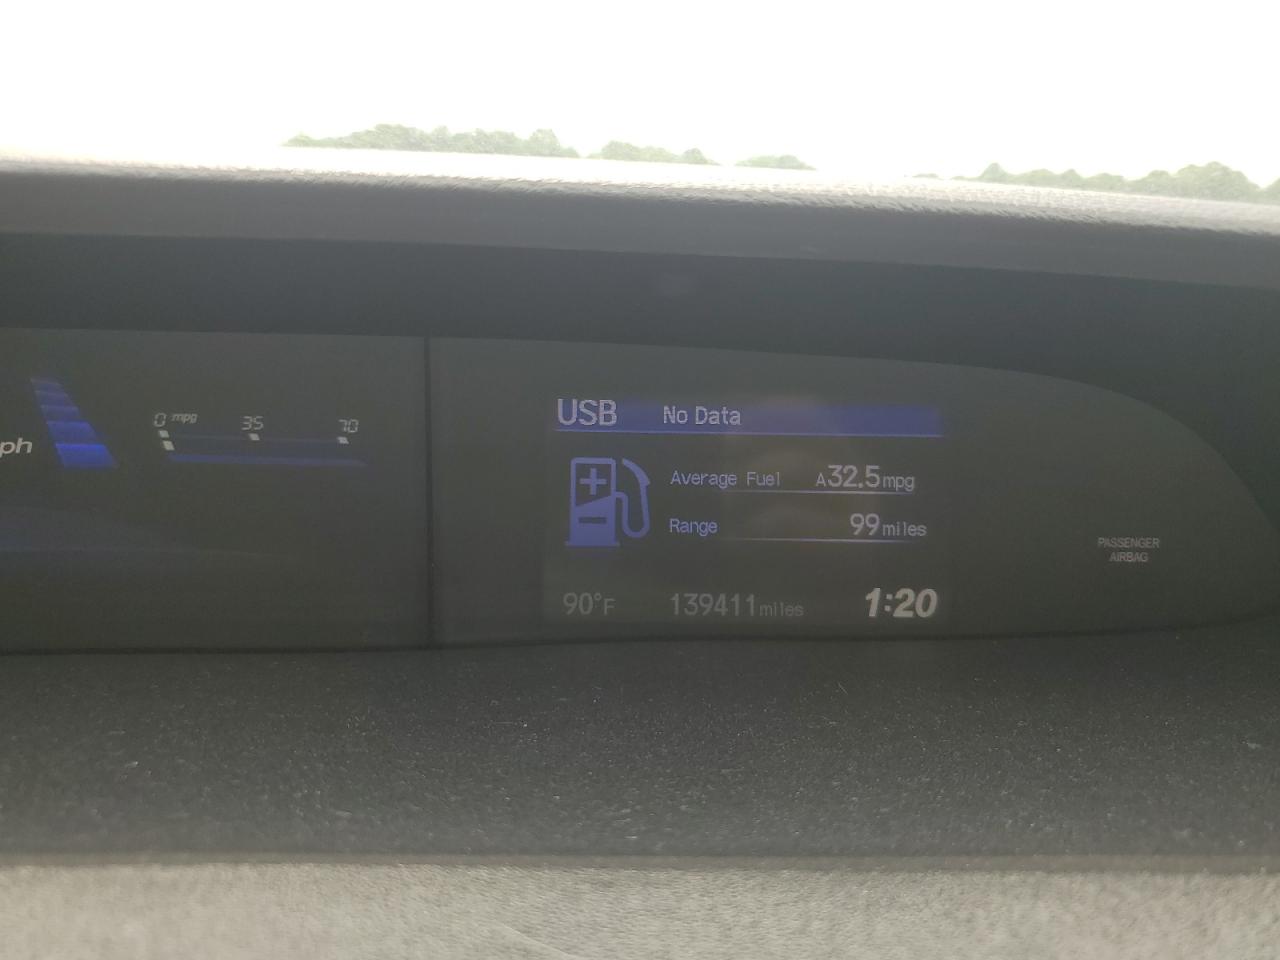 ph
0 mpg 35 70
USB No Data
Average Fuel A32.5mpg
Range 99miles
90°F 139411miles 1:20
PASSENGER
AIRBAG